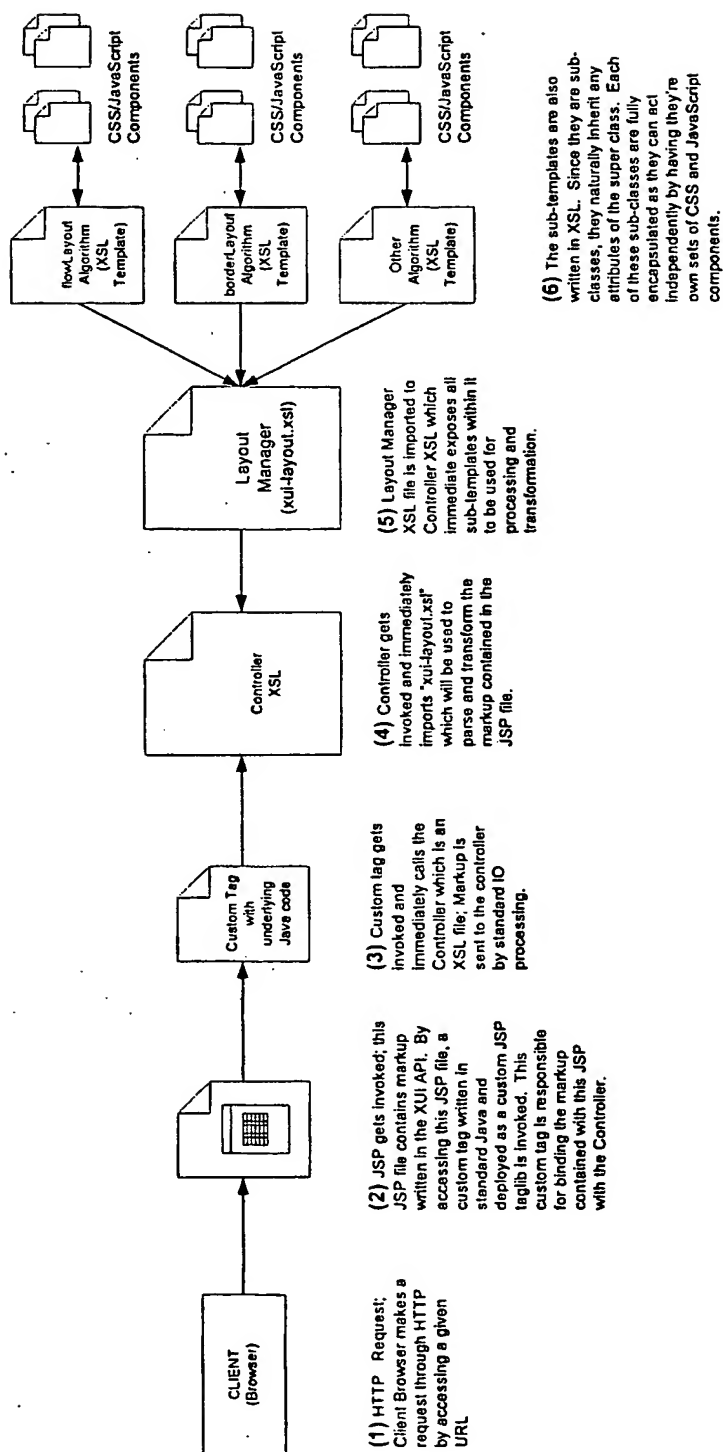 CLIENT
(Browser)
(1) HTTP Request;
Client Browser makes a
request through HTTP
by accessing a given
URL
(2) JSP gets invoked; this
JSP file contains markup
written in the XUI API. By
accessing this JSP file, a
custom tag written in
standard Java and
deployed as a custom JSP
taglib is invoked. This
custom tag is responsible
for binding the markup
contained with this JSP
with the Controller.
Custom Tag
with
underlying
Java code
(3) Custom tag gets
invoked and
immediately calls the
Controller which is an
XSL file; Markup is
sent to the controller
by standard IO
processing.
Controller
XSL
(4) Controller gets
invoked and immediately
imports "xui-layout.xsl"
which will be used to
parse and transform the
markup contained in the
JSP file.
Layout
Manager
(xui-layout.xsl)
(5) Layout Manager
XSL file is imported to
Controller XSL which
immediate exposes all
sub-templates within it
to be used for
processing and
transformation.
flowLayout
Algorithm
(XSL
Template)
CSS/JavaScript
Components
borderLayout
Algorithm
(XSL
Template)
CSS/JavaScript
Components
Other
Algorithm
(XSL
Template)
CSS/JavaScript
Components
(6) The sub-templates are also
written in XSL. Since they are sub-
classes, they naturally inherit any
attributes of the super class. Each
of these sub-classes are fully
encapsulated as they can act
independently by having they're
own sets of CSS and JavaScript
components.